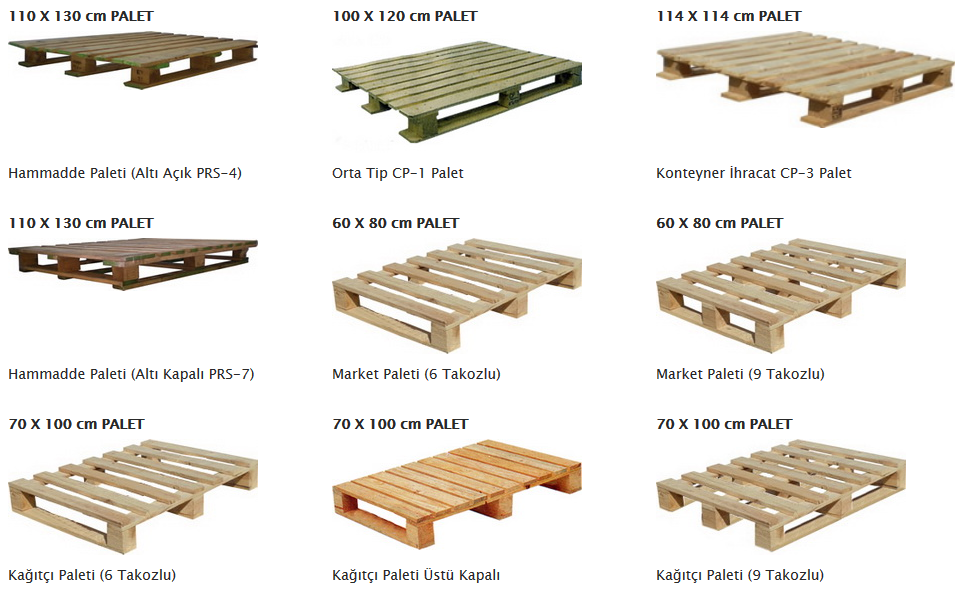 110 X 130 cm PALET
100 X 120 cm PALET
114 X 114 cm PALET
Hammadde Paleti (Altı Açık PRS-4)
Orta Tip CP-1 Palet
Konteyner İhracat CP-3 Palet
110 X 130 cm PALET
60 X 80 cm PALET
60 X 80 cm PALET
Hammadde Paleti (Altı Kapalı PRS-7)
Market Paleti (6 Takozlu)
Market Paleti (9 Takozlu)
70 X 100 cm PALET
70 X 100 cm PALET
70 X 100 cm PALET
Kağıtçı Paleti (6 Takozlu)
Kağıtçı Paleti Üstü Kapalı
Kağıtçı Paleti (9 Takozlu)